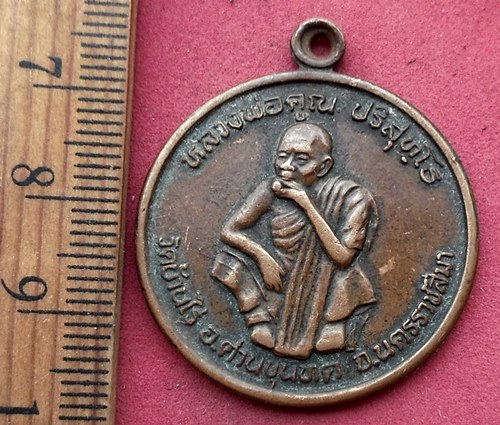 หลวงพ่อคูณ ปริสุทฺโธ
วัดบ้านไร่ อ.ด่านขุนทด จ.นครราชสีมา
7
8
9
1